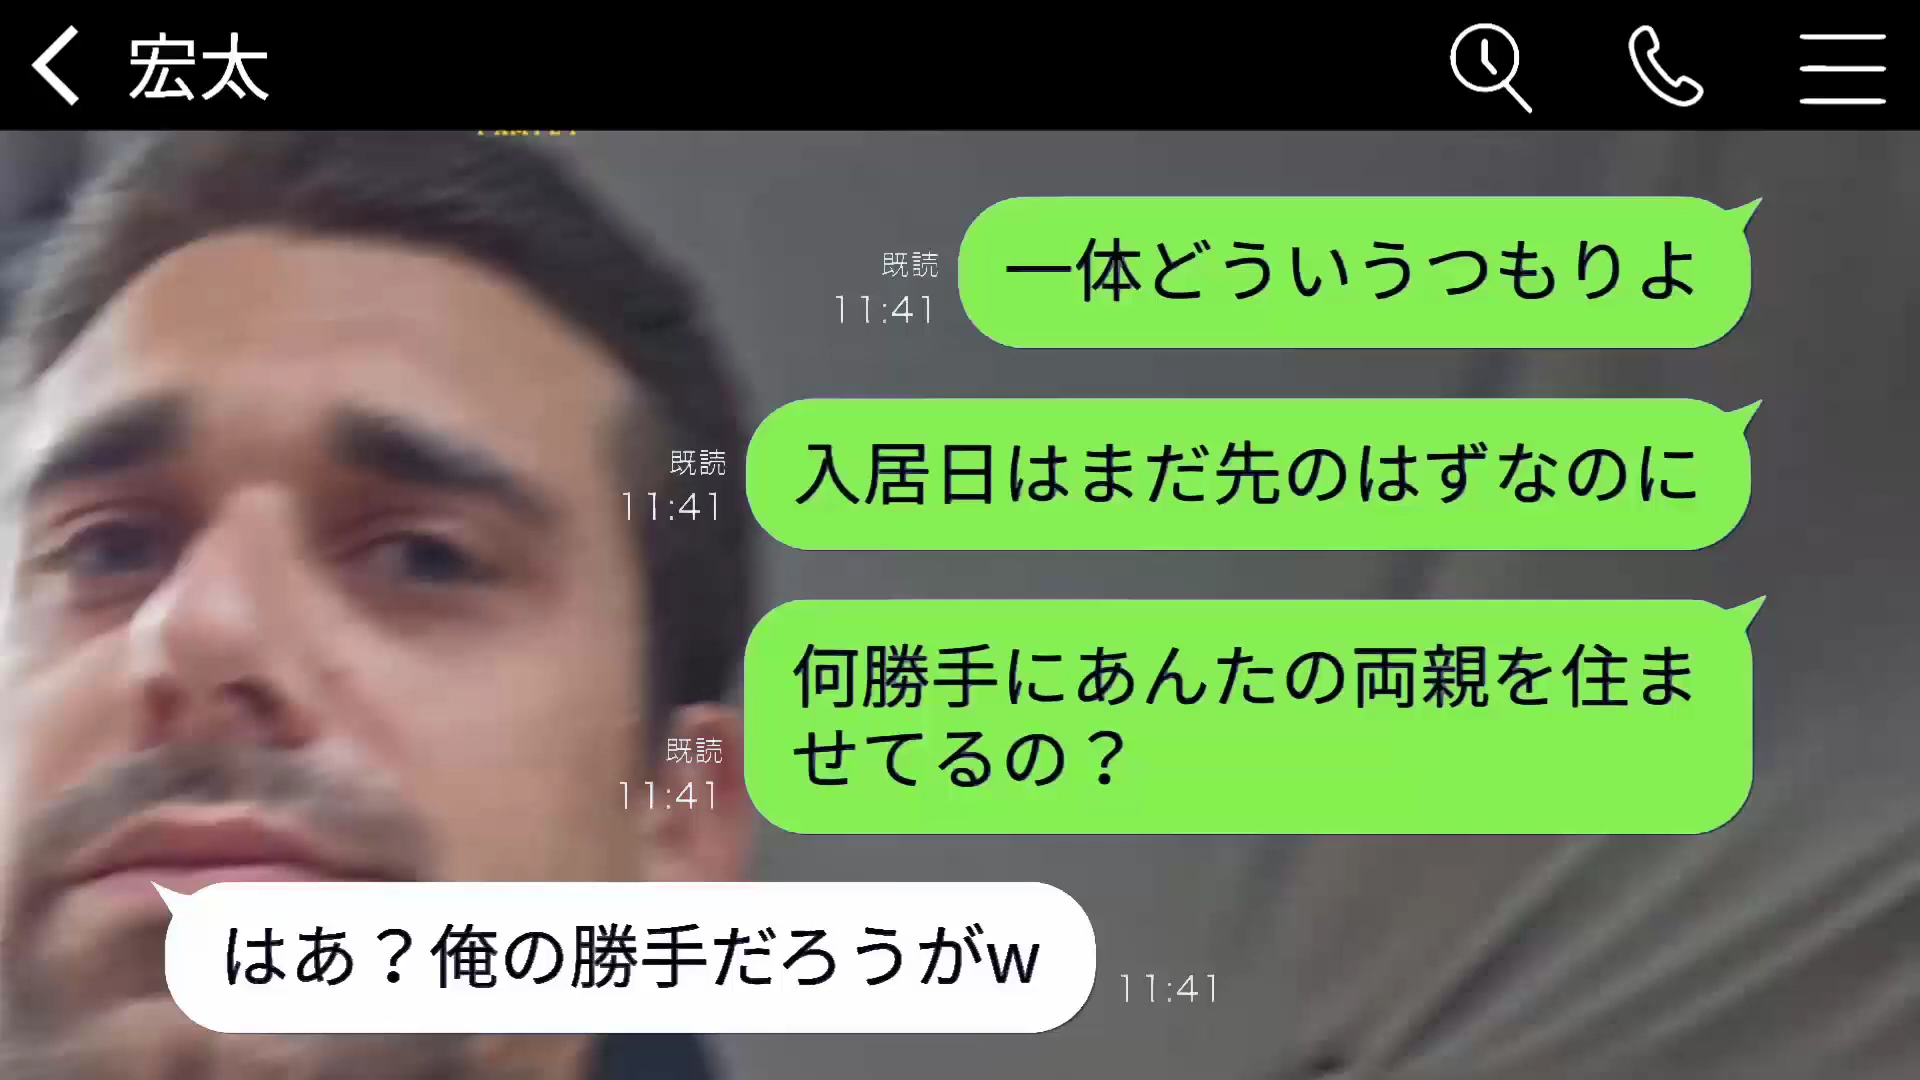 宏太
一体どういうつもりよ
既読
11:41
入居日はまだ先のはずなのに
既読
11:41
何勝手にあんたの両親を住ま
せてるの？
既読
11:41
はあ？俺の勝手だろうがw
11:41